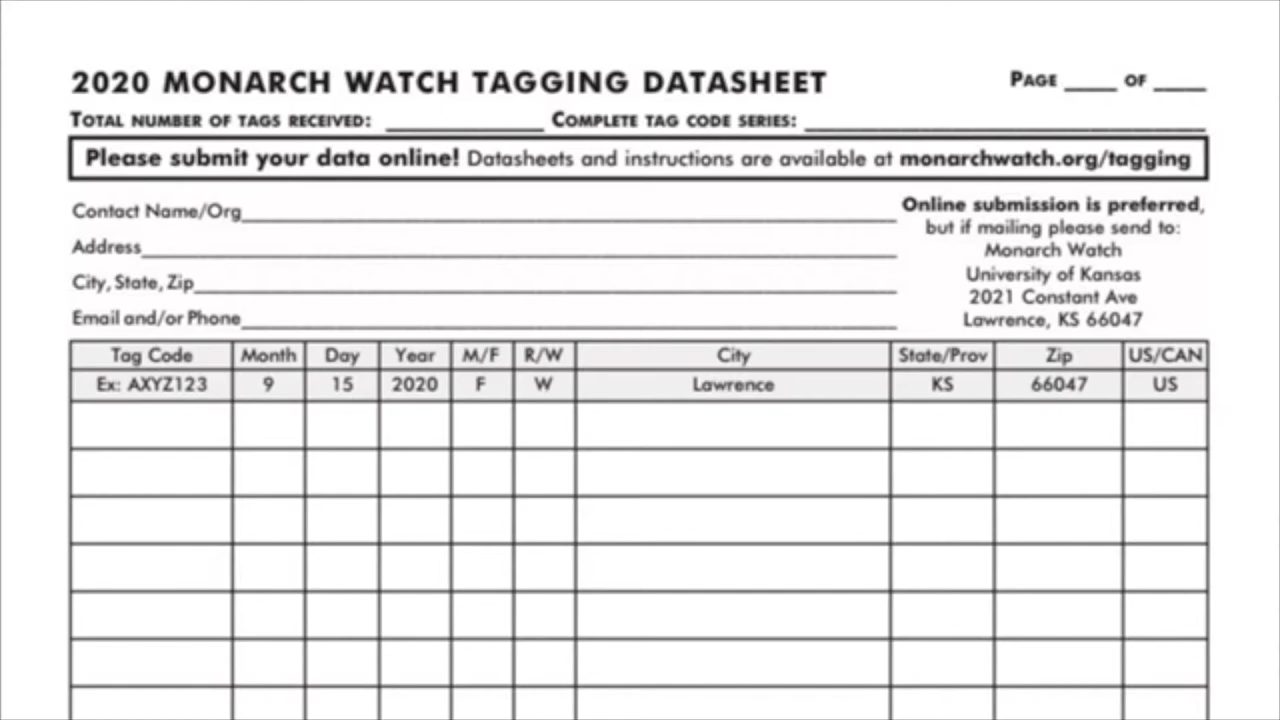 2020 MONARCH WATCH TAGGING DATASHEET PAGE ____ OF ____
TOTAL NUMBER OF TAGS RECEIVED: ____________ COMPLETE TAG CODE SERIES: ______________________________
Please submit your data online! Datasheets and instructions are available at monarchwatch.org/tagging
Contact Name/Org
Address
City, State, Zip
Email and/or Phone
Online submission is preferred,
but if mailing please send to:
Monarch Watch
University of Kansas
2021 Constant Ave
Lawrence, KS 66047
Tag Code Month Day Year M/F R/W City State/Prov Zip US/CAN
Ex: AXYZ123 9 15 2020 F W Lawrence KS 66047 US